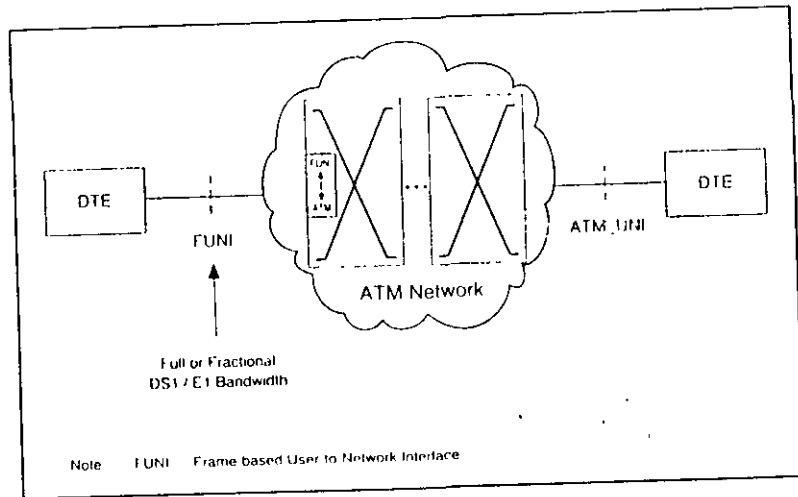 DTE
FUNI
FUNI
ATM
...
ATM Network
ATM UNI
DTE
Full or Fractional
DS1 / E1 Bandwidth
Note FUNI Frame based User to Network Interface